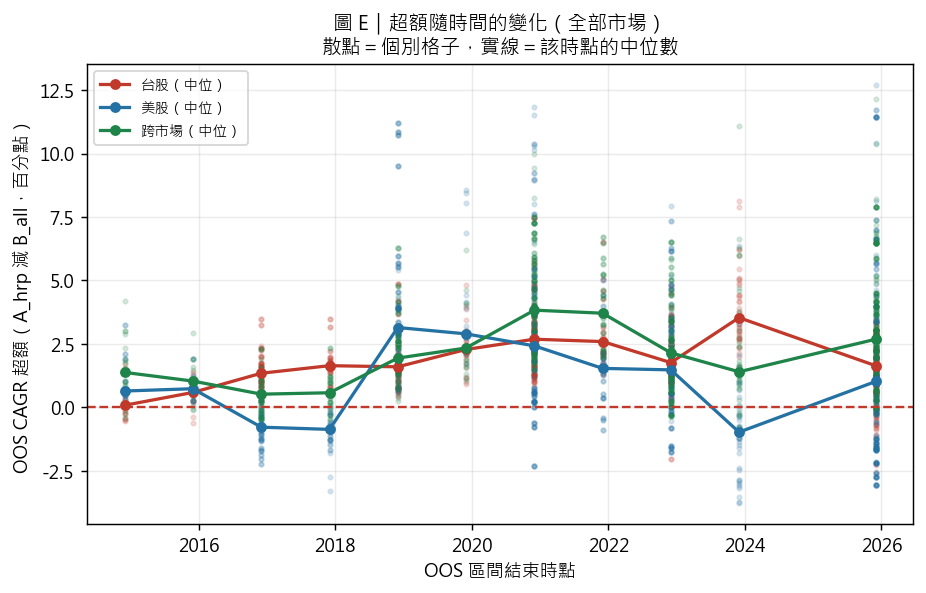 圖 E｜超額隨時間的變化（全部市場）
散點＝個別格子，實線＝該時點的中位數
台股（中位）
美股（中位）
跨市場（中位）
OOS CAGR 超額（A_hrp 減 B_all，百分點）
12.5
10.0
7.5
5.0
2.5
0.0
-2.5
2016
2018
2020
2022
2024
2026
OOS 區間結束時點